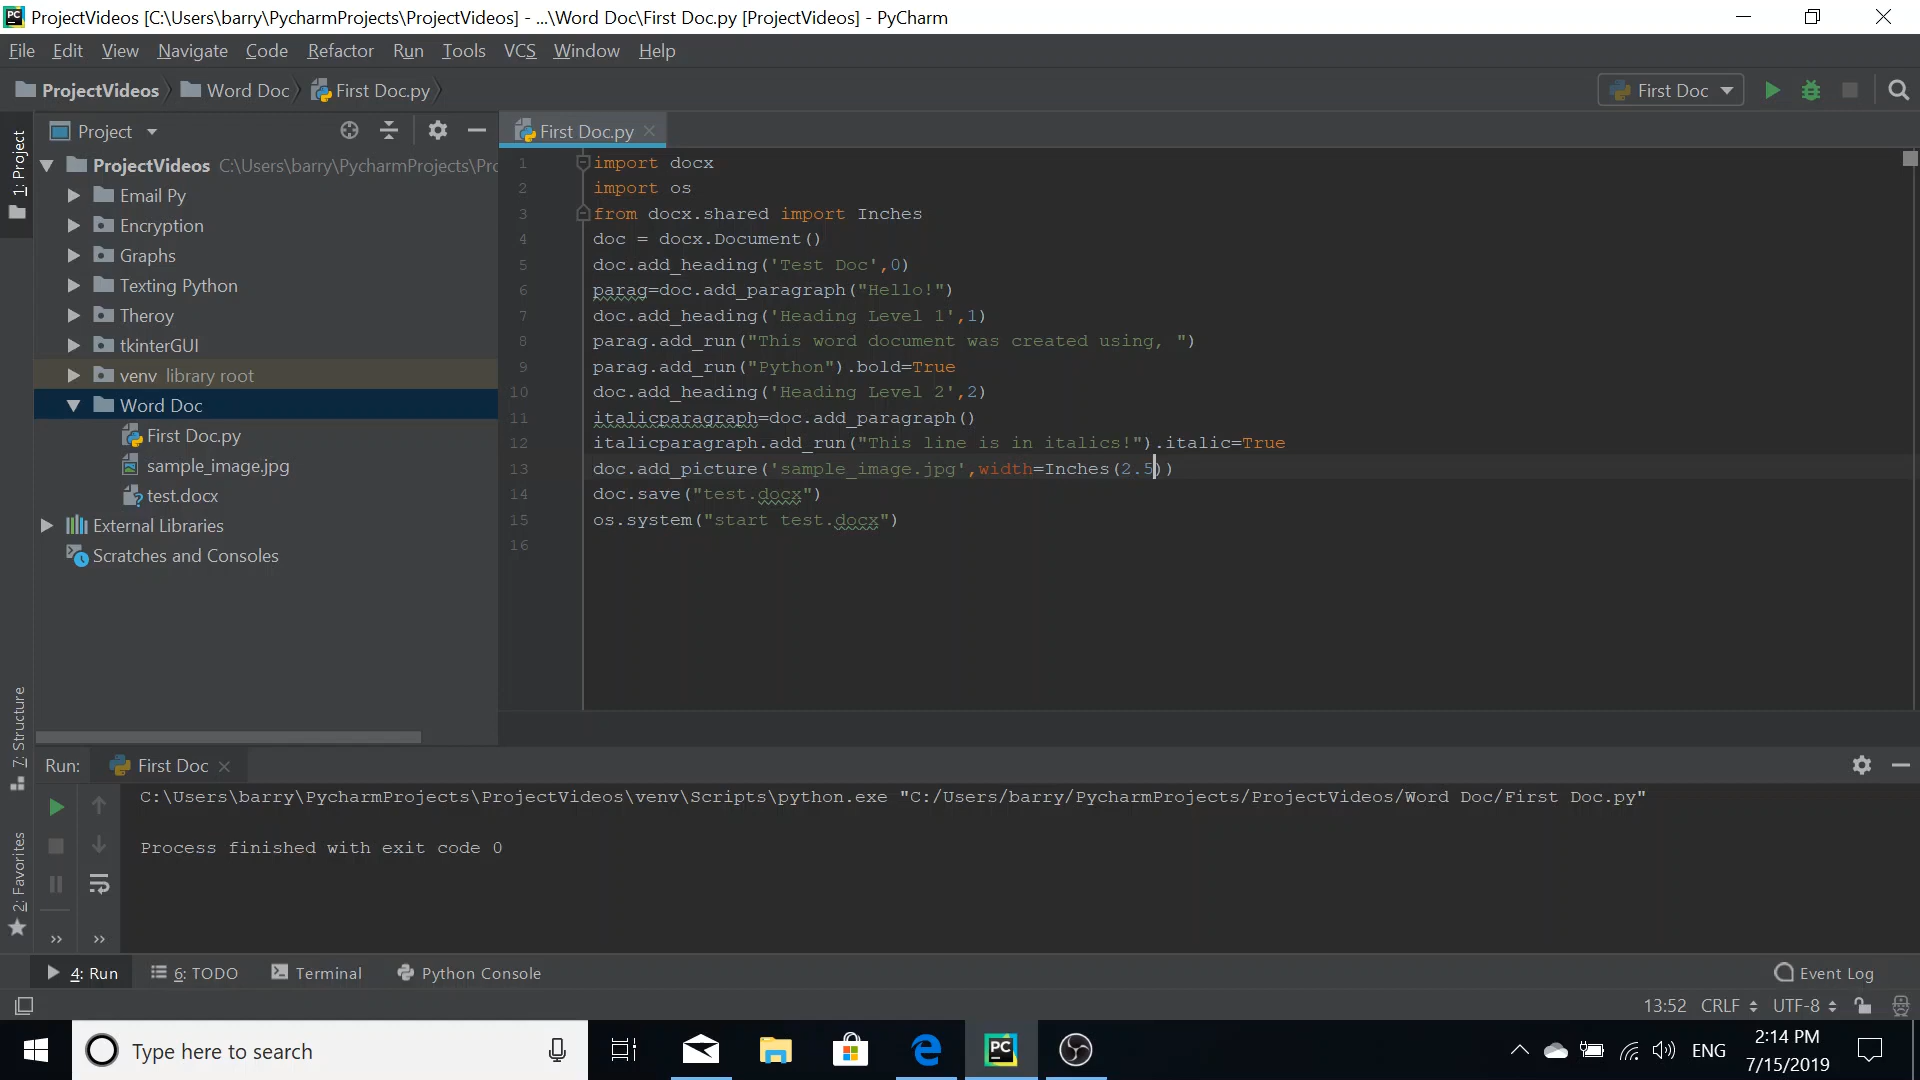 ProjectVideos [C:\Users\barry\PycharmProjects\ProjectVideos] - ...\Word Doc\First Doc.py [ProjectVideos] - PyCharm
File Edit View Navigate Code Refactor Run Tools VCS Window Help
ProjectVideos Word Doc First Doc.py First Doc
1: Project
Project
First Doc.py
ProjectVideos C:\Users\barry\PycharmProjects\Pro
Email Py
Encryption
Graphs
Texting Python
Theroy
tkinterGUI
venv library root
Word Doc
First Doc.py
sample_image.jpg
test.docx
External Libraries
Scratches and Consoles
1 import docx
2 import os
3 from docx.shared import Inches
4 doc = docx.Document()
5 doc.add_heading('Test Doc',0)
6 parag=doc.add_paragraph("Hello!")
7 doc.add_heading('Heading Level 1',1)
8 parag.add_run("This word document was created using, ")
9 parag.add_run("Python").bold=True
10 doc.add_heading('Heading Level 2',2)
11 italicparagraph=doc.add_paragraph()
12 italicparagraph.add_run("This line is in italics!").italic=True
13 doc.add_picture('sample_image.jpg',width=Inches(2.5))
14 doc.save("test.docx")
15 os.system("start test.docx")
16
7: Structure
2: Favorites
Run: First Doc
C:\Users\barry\PycharmProjects\ProjectVideos\venv\Scripts\python.exe "C:/Users/barry/PycharmProjects/ProjectVideos/Word Doc/First Doc.py"
Process finished with exit code 0
4: Run 6: TODO Terminal Python Console Event Log
13:52 CRLF UTF-8
Type here to search
PC
ENG
2:14 PM
7/15/2019